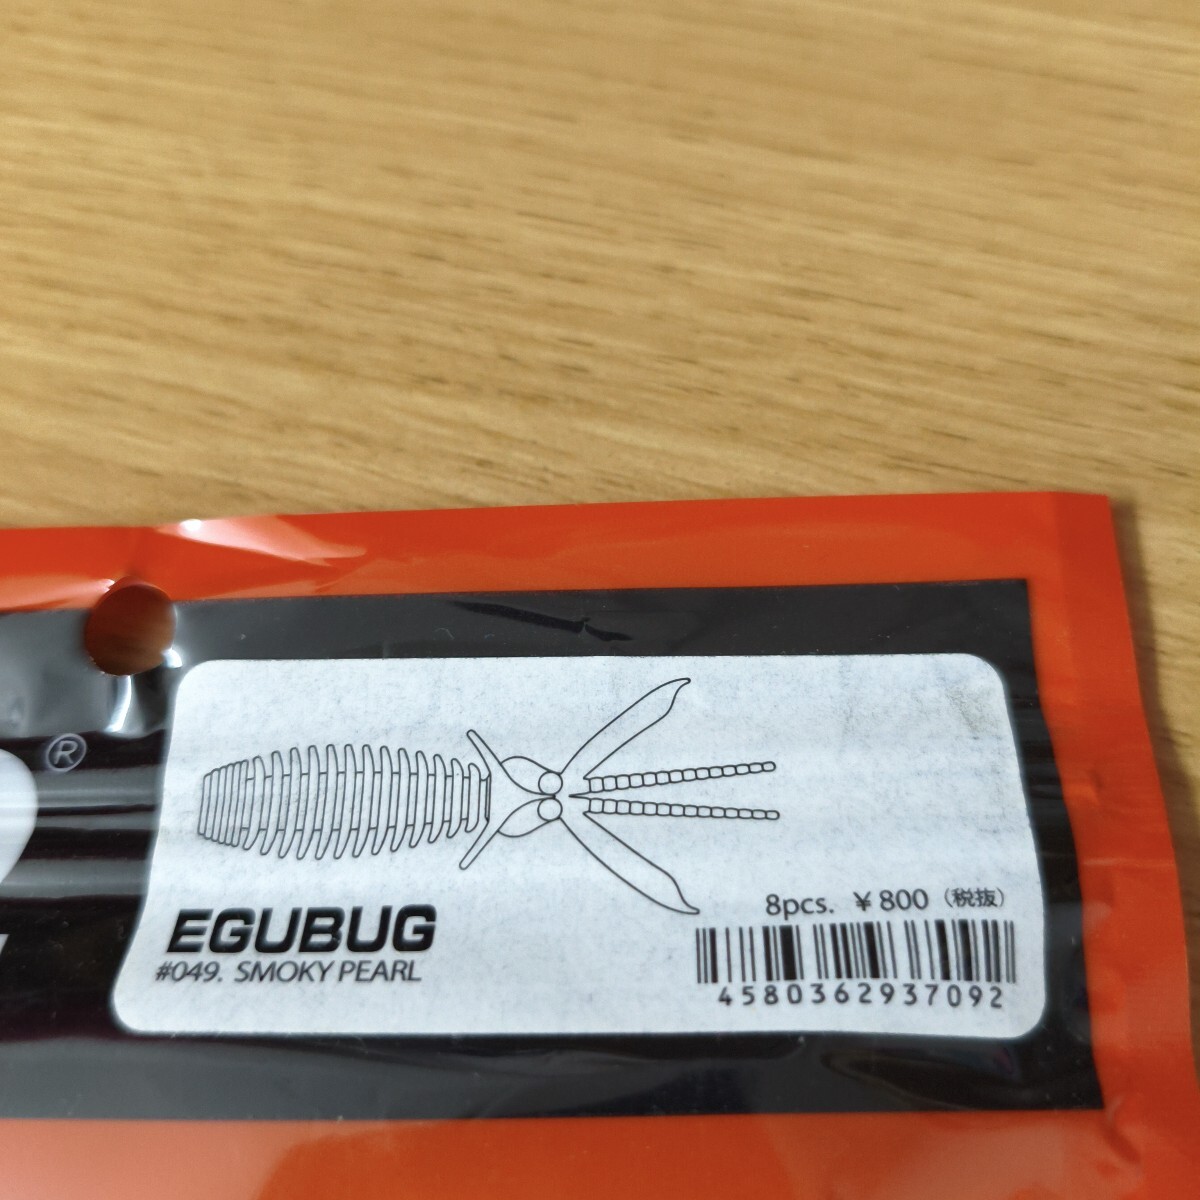 ®
8pcs. ¥800（税抜）
EGUBUG
#049. SMOKY PEARL
4580362937092